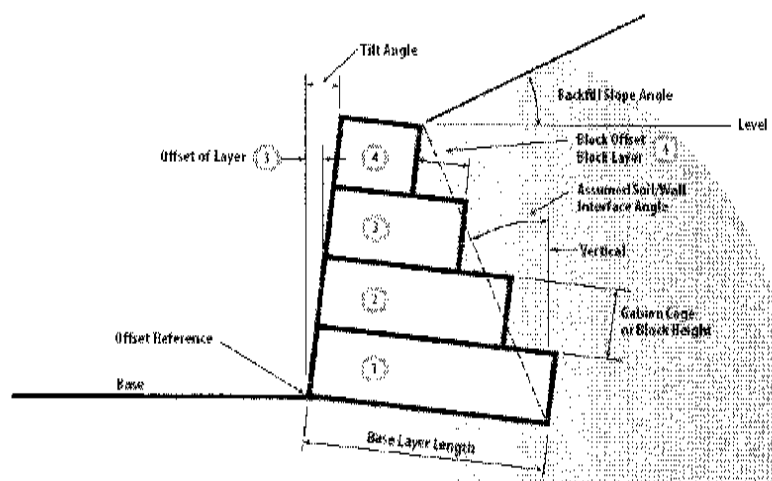 Tilt Angle
Backfill Slope Angle
Level
Offset of Layer 3
4
Block Offset
Block Layer 4
Assumed Soil/Wall
Interface Angle
3
Vertical
2
Gabion Cage
or Block Height
Offset Reference
1
Base
Base Layer Length